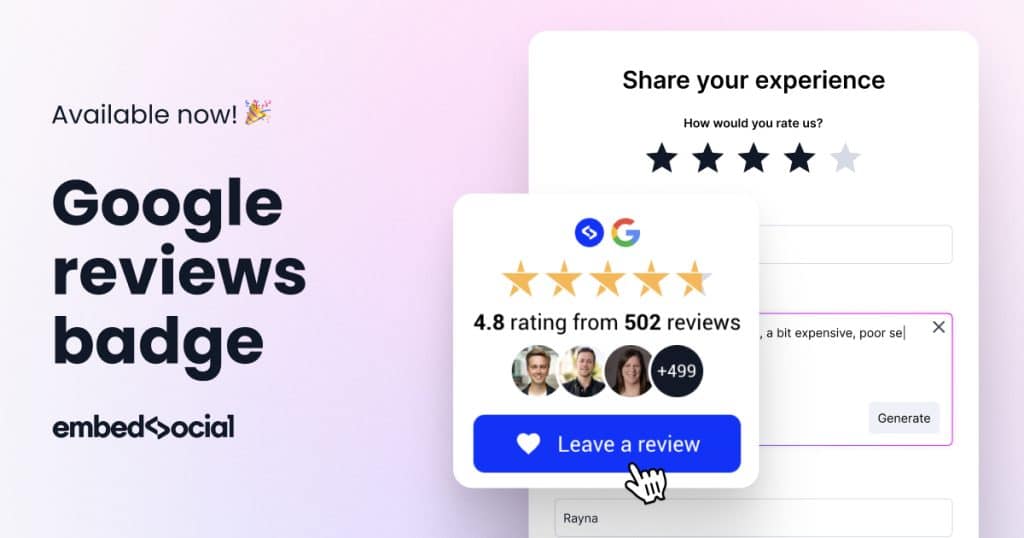 Available now!
Google
reviews
badge
embedsocial
Share your experience
How would you rate us?
4.8 rating from 502 reviews
+499
Leave a review
, a bit expensive, poor se
Generate
Rayna